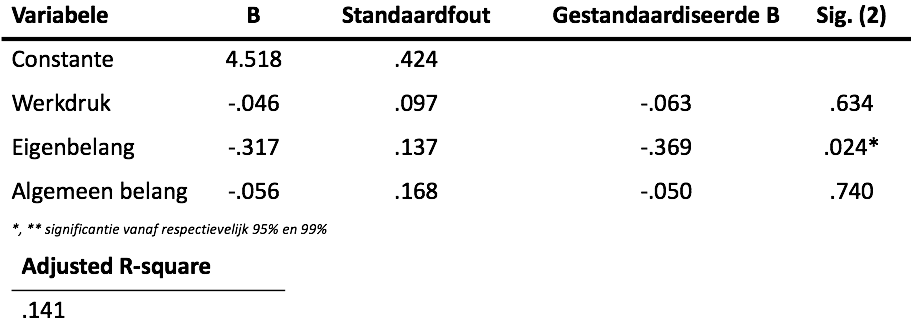 Variabele B Standaardfout Gestandaardiseerde B Sig. (2)
Constante 4.518 .424
Werkdruk -.046 .097 -.063 .634
Eigenbelang -.317 .137 -.369 .024*
Algemeen belang -.056 .168 -.050 .740
*, ** significantie vanaf respectievelijk 95% en 99%
Adjusted R-square
.141